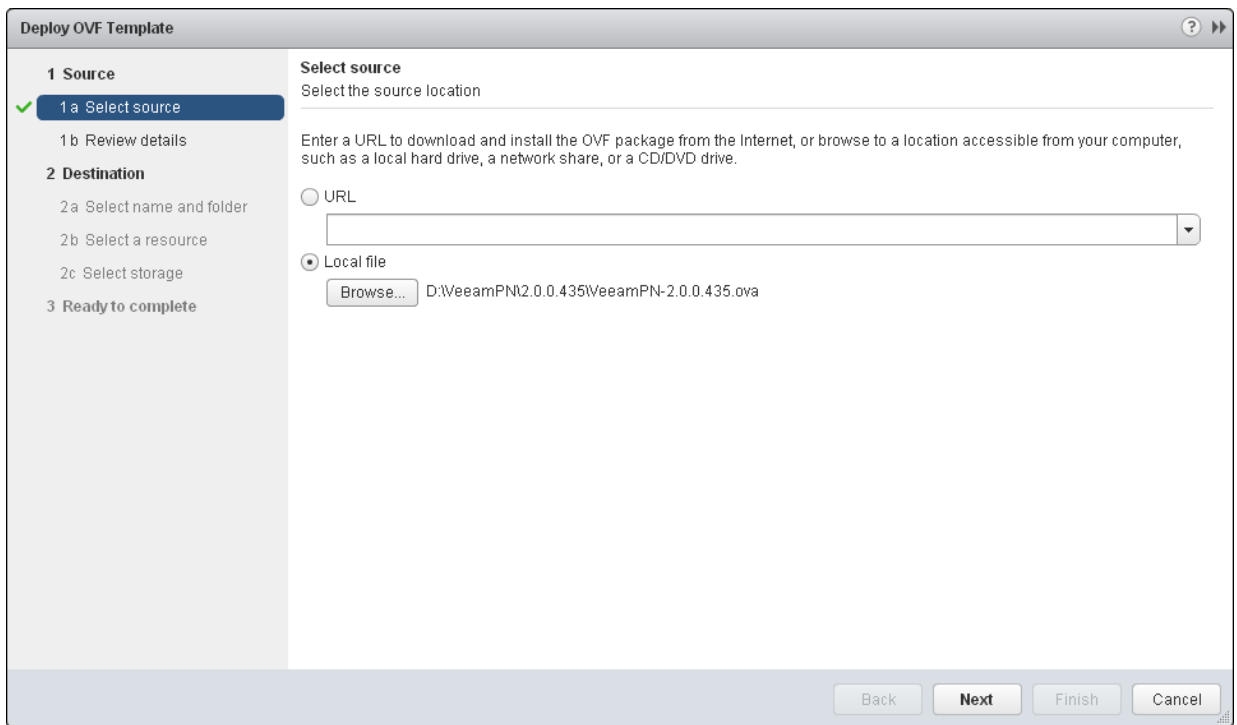 Deploy OVF Template
?
1 Source
1a Select source
1b Review details
2 Destination
2a Select name and folder
2b Select a resource
2c Select storage
3 Ready to complete
Select source
Select the source location
Enter a URL to download and install the OVF package from the Internet, or browse to a location accessible from your computer,
such as a local hard drive, a network share, or a CD/DVD drive.
URL
Local file
Browse... D:\VeeamPN\2.0.0.435\VeeamPN-2.0.0.435.ova
Back Next Finish Cancel